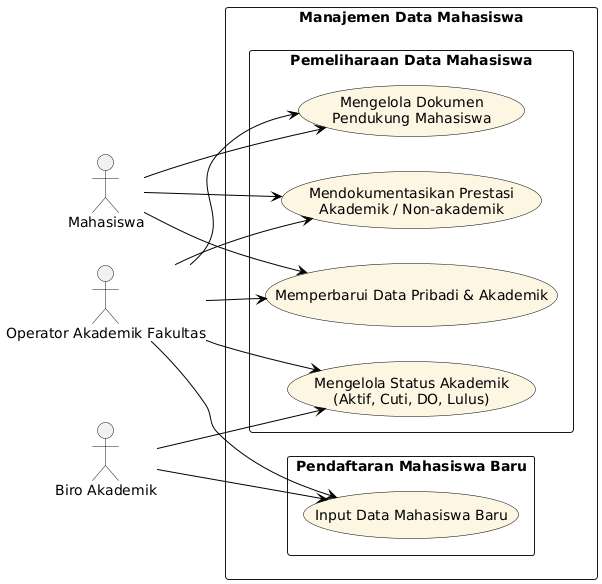 Manajemen Data Mahasiswa
Pemeliharaan Data Mahasiswa
Mengelola Dokumen
Pendukung Mahasiswa
Mendokumentasikan Prestasi
Akademik / Non-akademik
Mahasiswa
Memperbarui Data Pribadi & Akademik
Operator Akademik Fakultas
Mengelola Status Akademik
(Aktif, Cuti, DO, Lulus)
Biro Akademik
Pendaftaran Mahasiswa Baru
Input Data Mahasiswa Baru